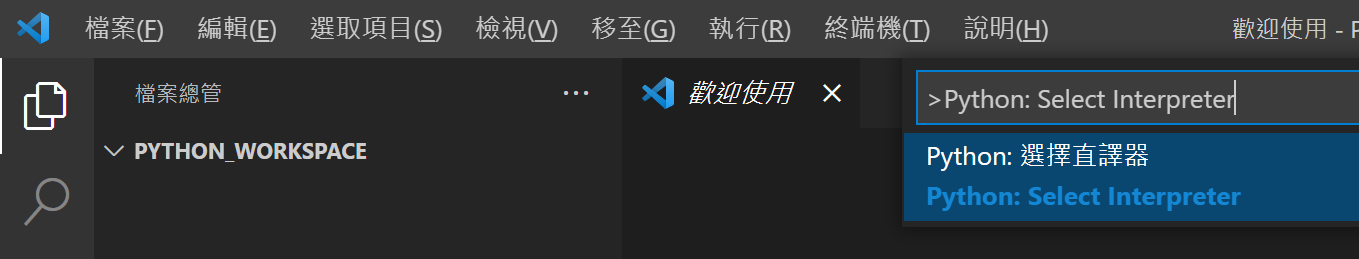 檔案(F) 編輯(E) 選取項目(S) 檢視(V) 移至(G) 執行(R) 終端機(T) 說明(H) 歡迎使用 - P
檔案總管 ···
歡迎使用
>Python: Select Interpreter
PYTHON_WORKSPACE
Python: 選擇直譯器
Python: Select Interpreter